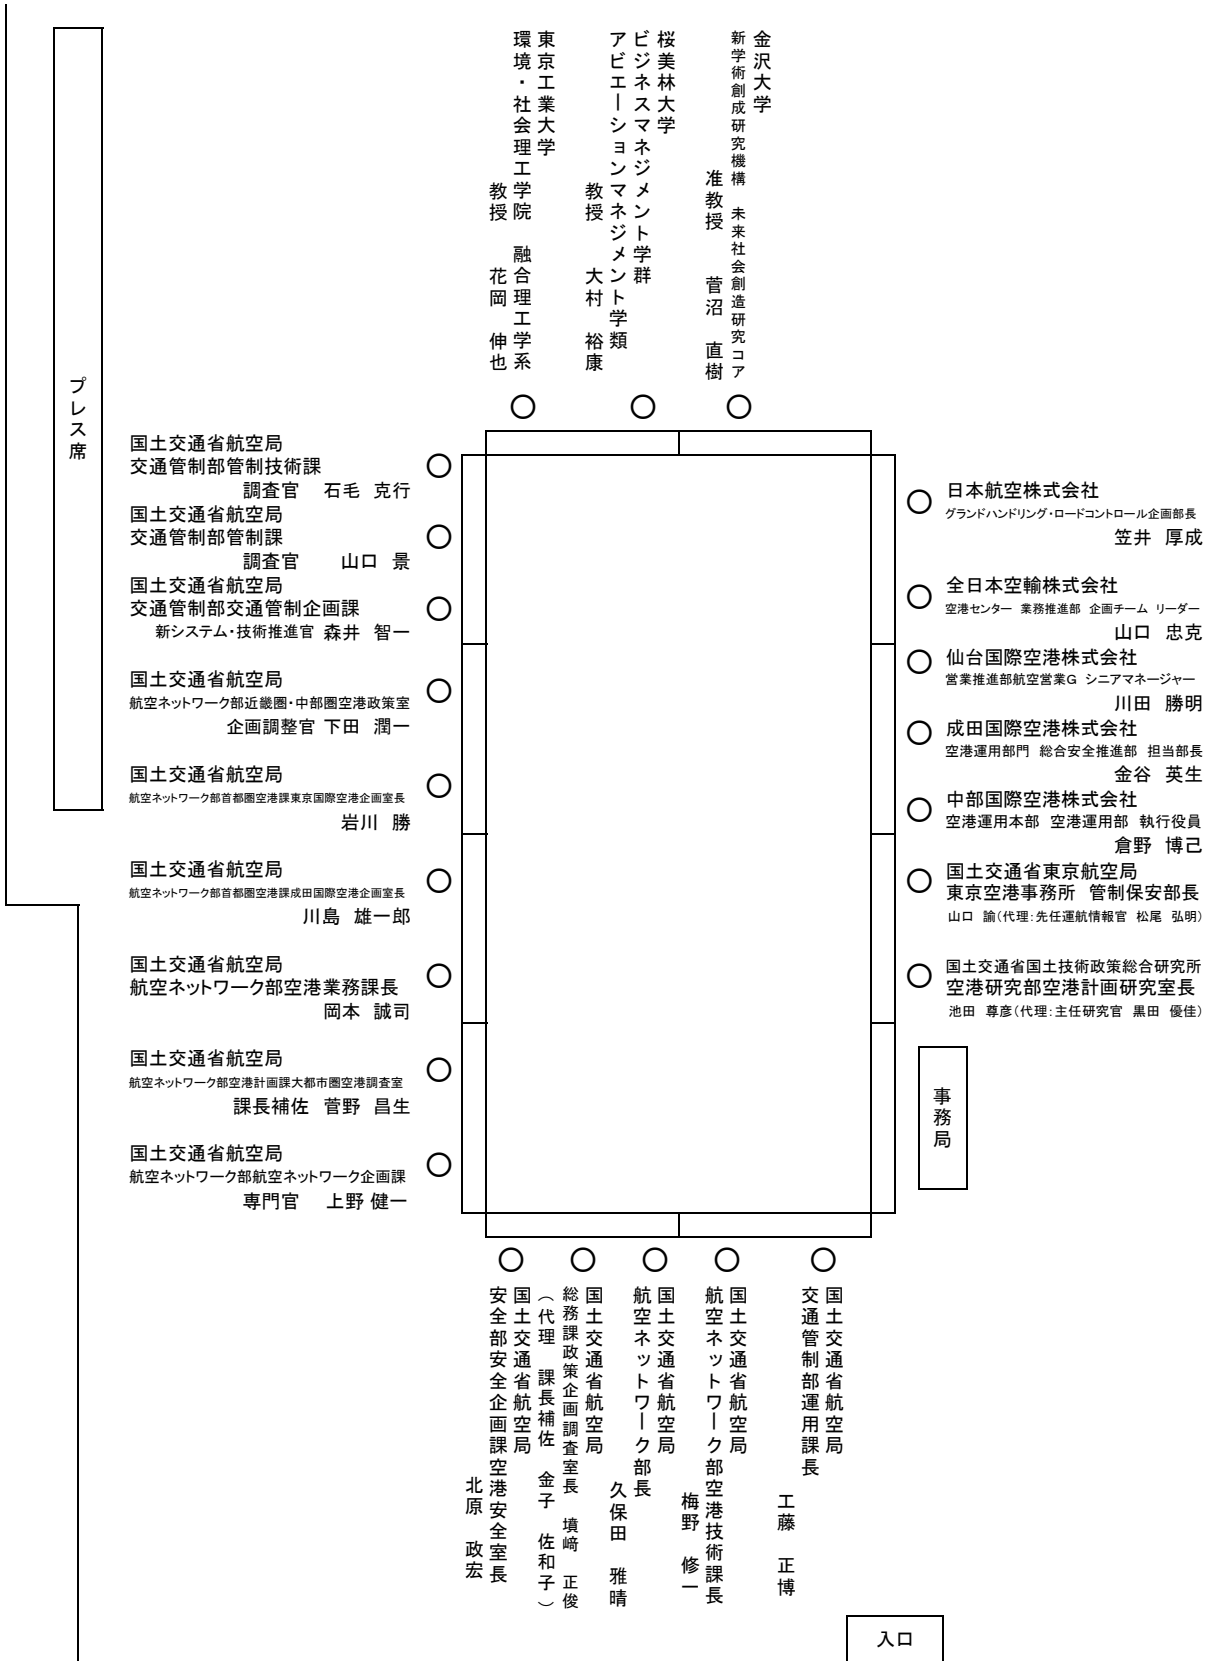 金沢大学
新学術創成研究機構 未来社会創造研究コア
准教授 菅沼 直樹
桜美林大学
ビジネスマネジメント学群
アビエーションマネジメント学類
教授 大村 裕康
東京工業大学
環境・社会理工学院 融合理工学系
教授 花岡 伸也
プレス席
国土交通省航空局
交通管制部管制技術課
調査官 石毛 克行
国土交通省航空局
交通管制部管制課
調査官 山口 景
国土交通省航空局
交通管制部交通管制企画課
新システム・技術推進官 森井 智一
国土交通省航空局
航空ネットワーク部近畿圏・中部圏空港政策室
企画調整官 下田 潤一
国土交通省航空局
航空ネットワーク部首都圏空港課東京国際空港企画室長
岩川 勝
国土交通省航空局
航空ネットワーク部首都圏空港課成田国際空港企画室長
川島 雄一郎
国土交通省航空局
航空ネットワーク部空港業務課長
岡本 誠司
国土交通省航空局
航空ネットワーク部空港計画課大都市圏空港調査室
課長補佐 菅野 昌生
国土交通省航空局
航空ネットワーク部航空ネットワーク企画課
専門官 上野 健一
日本航空株式会社
グランドハンドリング・ロードコントロール企画部長
笠井 厚成
全日本空輸株式会社
空港センター 業務推進部 企画チーム リーダー
山口 忠克
仙台国際空港株式会社
営業推進部航空営業G シニアマネージャー
川田 勝明
成田国際空港株式会社
空港運用部門 総合安全推進部 担当部長
金谷 英生
中部国際空港株式会社
空港運用本部 空港運用部 執行役員
倉野 博己
国土交通省東京航空局
東京空港事務所 管制保安部長
山口 諭(代理:先任運航情報官 松尾 弘明)
国土交通省国土技術政策総合研究所
空港研究部空港計画研究室長
池田 尊彦(代理:主任研究官 黒田 優佳)
事務局
国土交通省航空局
交通管制部運用課長
工藤 正博
国土交通省航空局
航空ネットワーク部空港技術課長
梅野 修一
国土交通省航空局
航空ネットワーク部長
久保田 雅晴
国土交通省航空局
総務課政策企画調査室長 墳﨑 正俊
(代理 課長補佐 金子 佐和子)
国土交通省航空局
安全部安全企画課空港安全室長
北原 政宏
入口